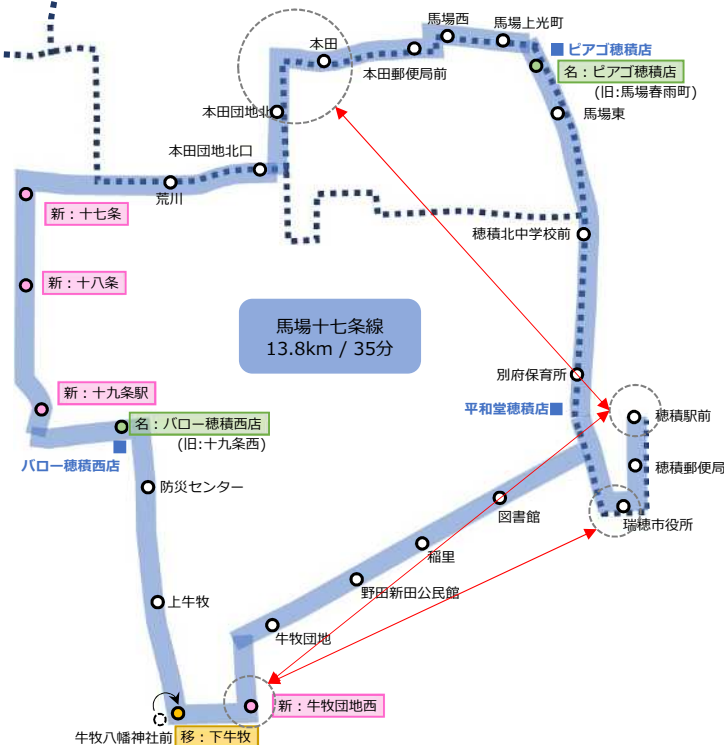 馬場西
馬場上光町
本田
ピアゴ穂積店
本田郵便局前
名：ピアゴ穂積店
(旧:馬場春雨町)
本田団地北
馬場東
本田団地北口
荒川
新：十七条
穂積北中学校前
新：十八条
馬場十七条線
13.8km / 35分
別府保育所
新：十九条駅
平和堂穂積店
穂積駅前
名：バロー穂積西店
(旧:十九条西)
バロー穂積西店
穂積郵便局
防災センター
図書館
瑞穂市役所
稲里
野田新田公民館
上牛牧
牛牧団地
新：牛牧団地西
牛牧八幡神社前
移：下牛牧